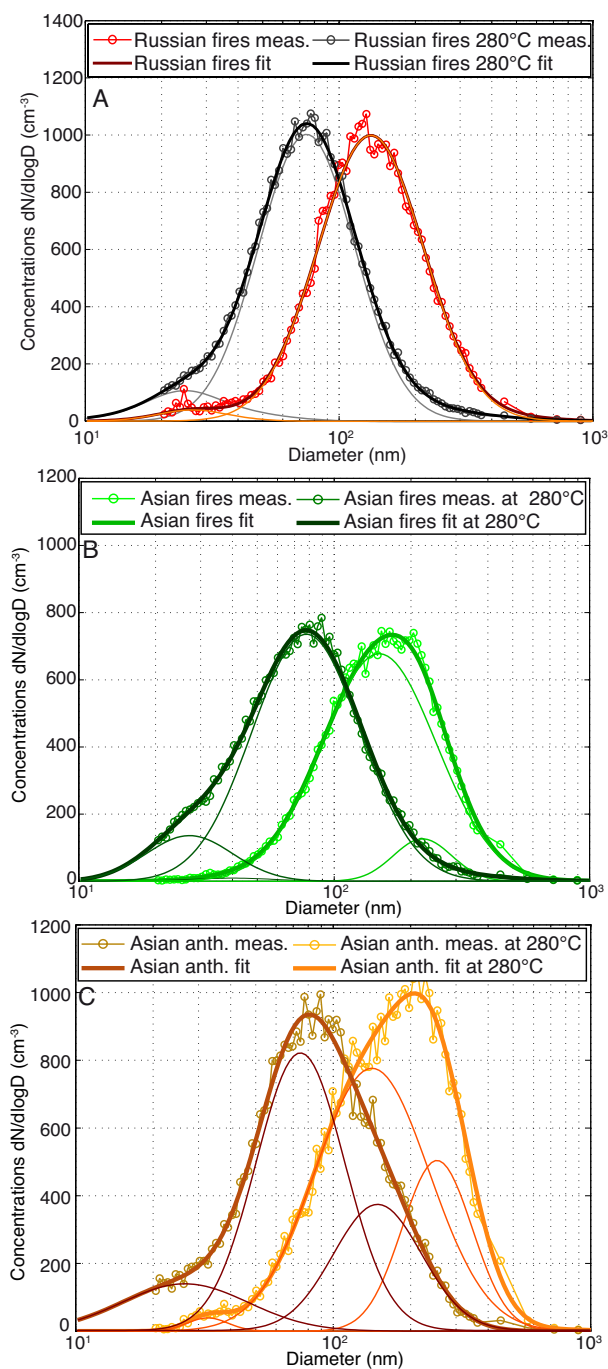 1400
Russian fires meas. Russian fires 280°C meas.
Russian fires fit Russian fires 280°C fit
1200
A
1000
800
600
400
200
0
Concentrations dN/dlogD (cm⁻³)
10¹ 10² 10³
Diameter (nm)
1200
Asian fires meas. Asian fires meas. at 280°C
Asian fires fit Asian fires fit at 280°C
B
1000
800
600
400
200
0
Concentrations dN/dlogD (cm⁻³)
10¹ 10² 10³
Diameter (nm)
Asian anth. meas. Asian anth. meas. at 280°C
Asian anth. fit Asian anth. fit at 280°C
C
1000
800
600
400
200
0
Concentrations dN/dlogD (cm⁻³)
10¹ 10² 10³
Diameter (nm)